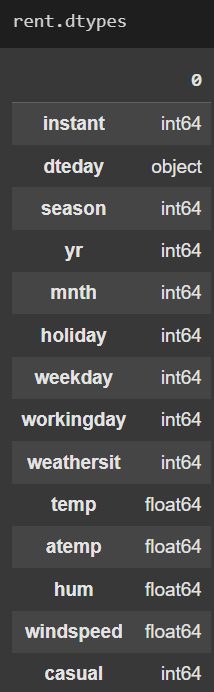 rent.dtypes
0
instant int64
dteday object
season int64
yr int64
mnth int64
holiday int64
weekday int64
workingday int64
weathersit int64
temp float64
atemp float64
hum float64
windspeed float64
casual int64